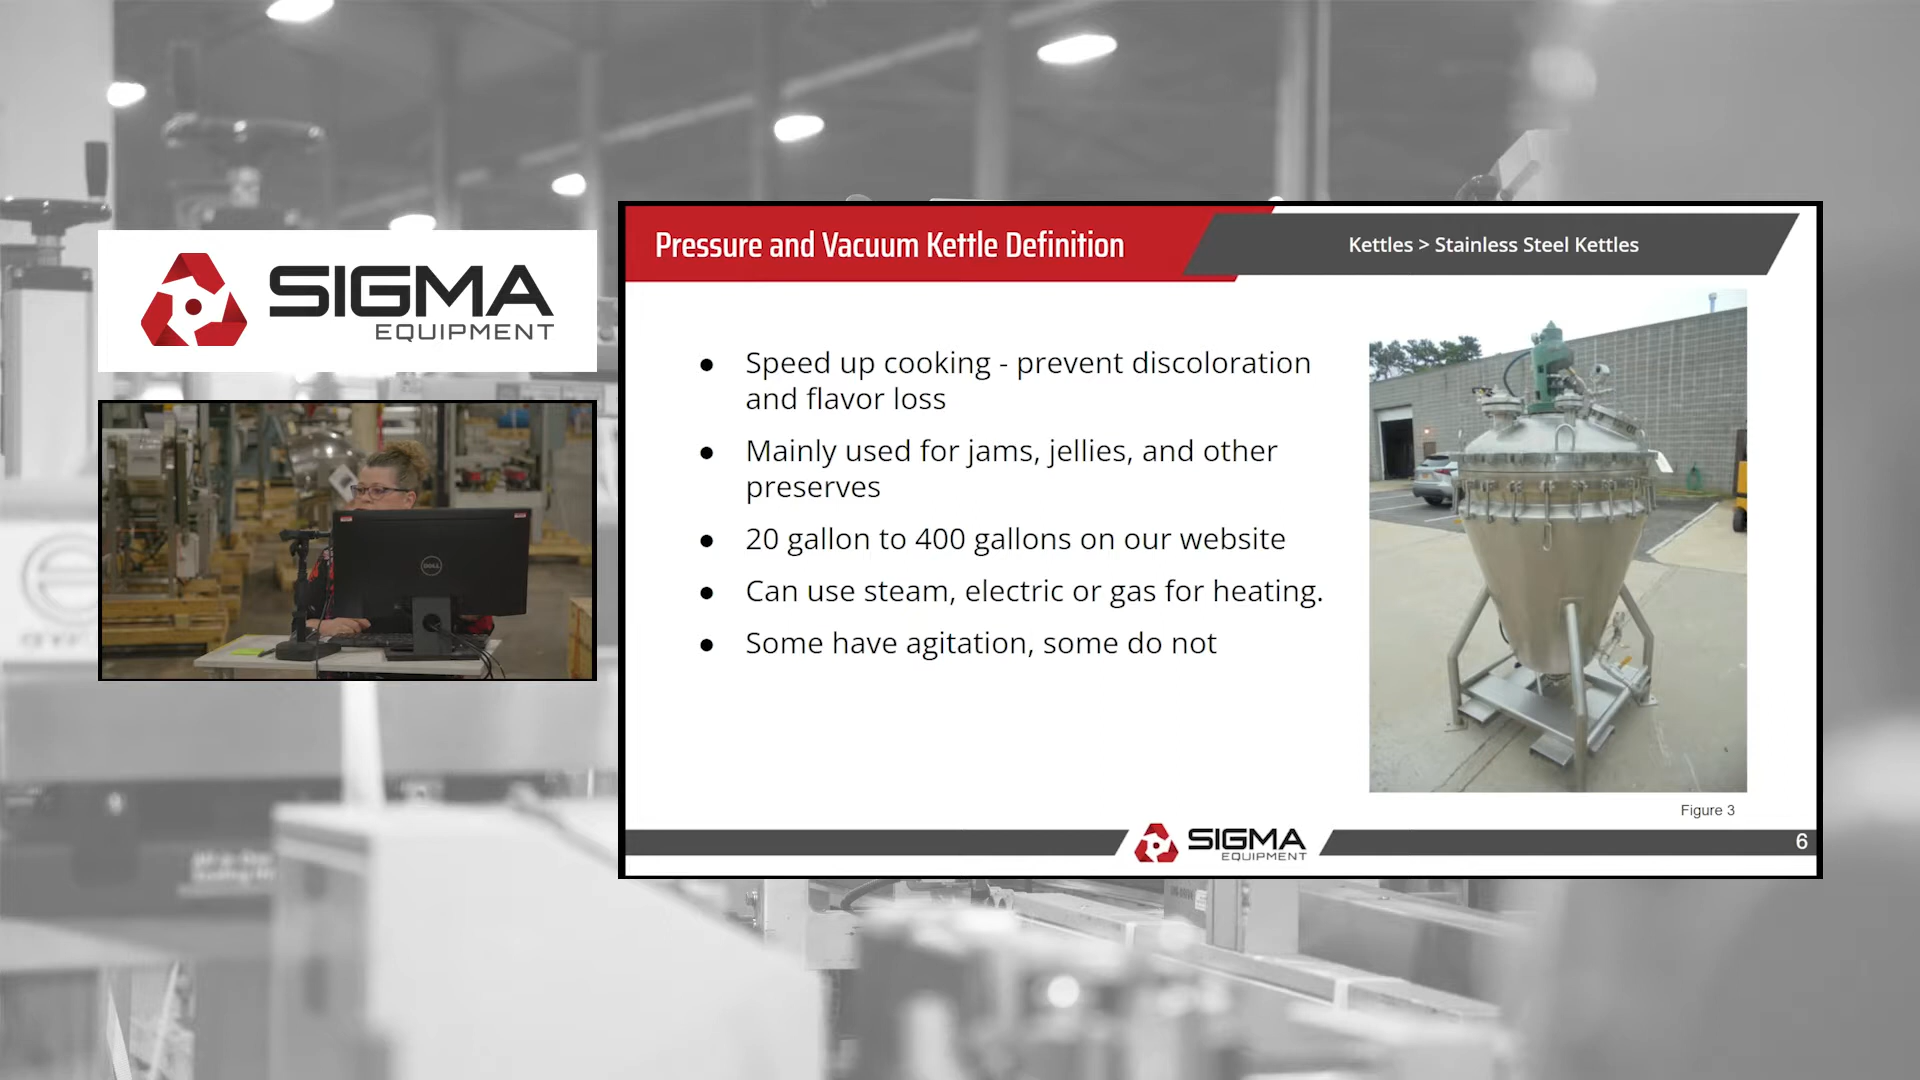 SIGMA
EQUIPMENT
DELL
Pressure and Vacuum Kettle Definition
Kettles > Stainless Steel Kettles
● Speed up cooking - prevent discoloration
and flavor loss
● Mainly used for jams, jellies, and other
preserves
● 20 gallon to 400 gallons on our website
● Can use steam, electric or gas for heating.
● Some have agitation, some do not
Figure 3
SIGMA
EQUIPMENT
6